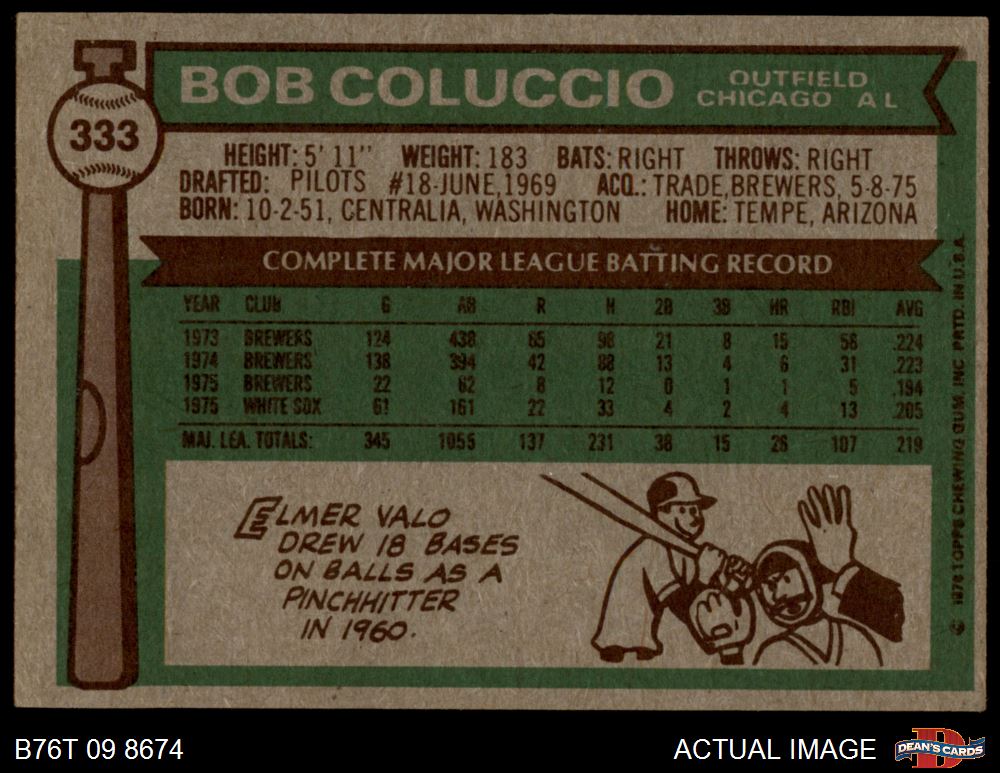 333
BOB COLUCCIO
OUTFIELD
CHICAGO A L
HEIGHT: 5' 11" WEIGHT: 183 BATS: RIGHT THROWS: RIGHT
DRAFTED: PILOTS #18-JUNE, 1969 ACQ.: TRADE, BREWERS, 5-8-75
BORN: 10-2-51, CENTRALIA, WASHINGTON HOME: TEMPE, ARIZONA
COMPLETE MAJOR LEAGUE BATTING RECORD
YEAR CLUB G AB R H 2B 3B HR RBI AVG
1973 BREWERS 124 438 65 98 21 8 15 58 .224
1974 BREWERS 138 394 42 88 13 4 6 31 .223
1975 BREWERS 22 62 8 12 0 1 1 5 .194
1975 WHITE SOX 61 161 22 33 4 2 4 13 .205
MAJ. LEA. TOTALS: 345 1055 137 231 38 15 26 107 .219
ELMER VALO
DREW 18 BASES
ON BALLS AS A
PINCHHITTER
IN 1960.
© 1976 TOPPS CHEWING GUM, INC. PRTD. IN U.S.A.
B76T 09 8674
ACTUAL IMAGE
D
DEAN'S CARDS